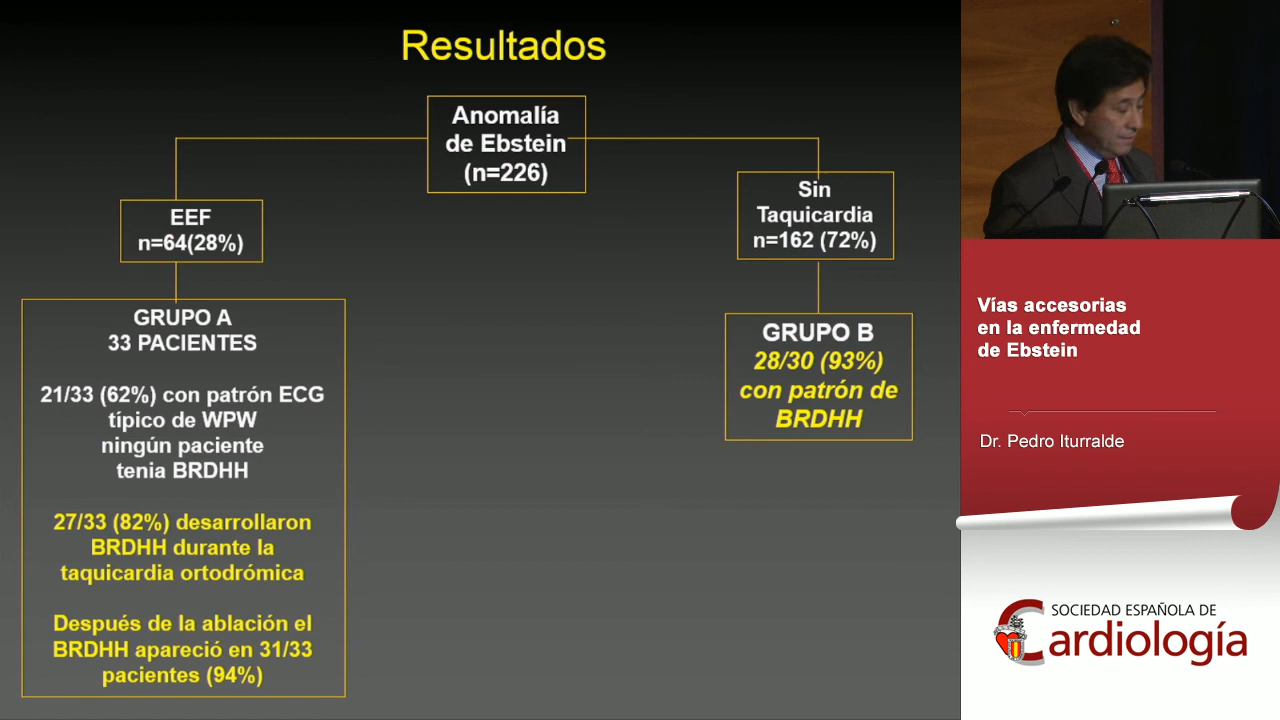 Resultados
Anomalía
de Ebstein
(n=226)
EEF
n=64(28%)
Sin
Taquicardia
n=162 (72%)
GRUPO A
33 PACIENTES
21/33 (62%) con patrón ECG
típico de WPW
ningún paciente
tenia BRDHH
27/33 (82%) desarrollaron
BRDHH durante la
taquicardia ortodrómica
Después de la ablación el
BRDHH apareció en 31/33
pacientes (94%)
GRUPO B
28/30 (93%)
con patrón de
BRDHH
Vías accesorias
en la enfermedad
de Ebstein
Dr. Pedro Iturralde
SOCIEDAD ESPAÑOLA DE
Cardiología